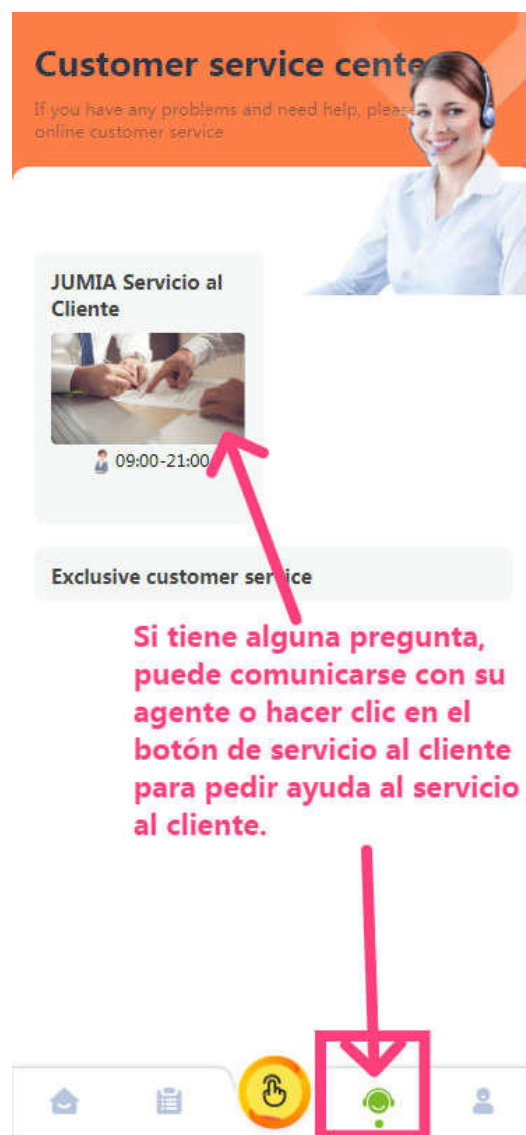 Customer service cente
If you have any problems and need help, pleas
online customer service
JUMIA Servicio al
Cliente
09:00-21:00
Exclusive customer service
Si tiene alguna pregunta,
puede comunicarse con su
agente o hacer clic en el
botón de servicio al cliente
para pedir ayuda al servicio
al cliente.